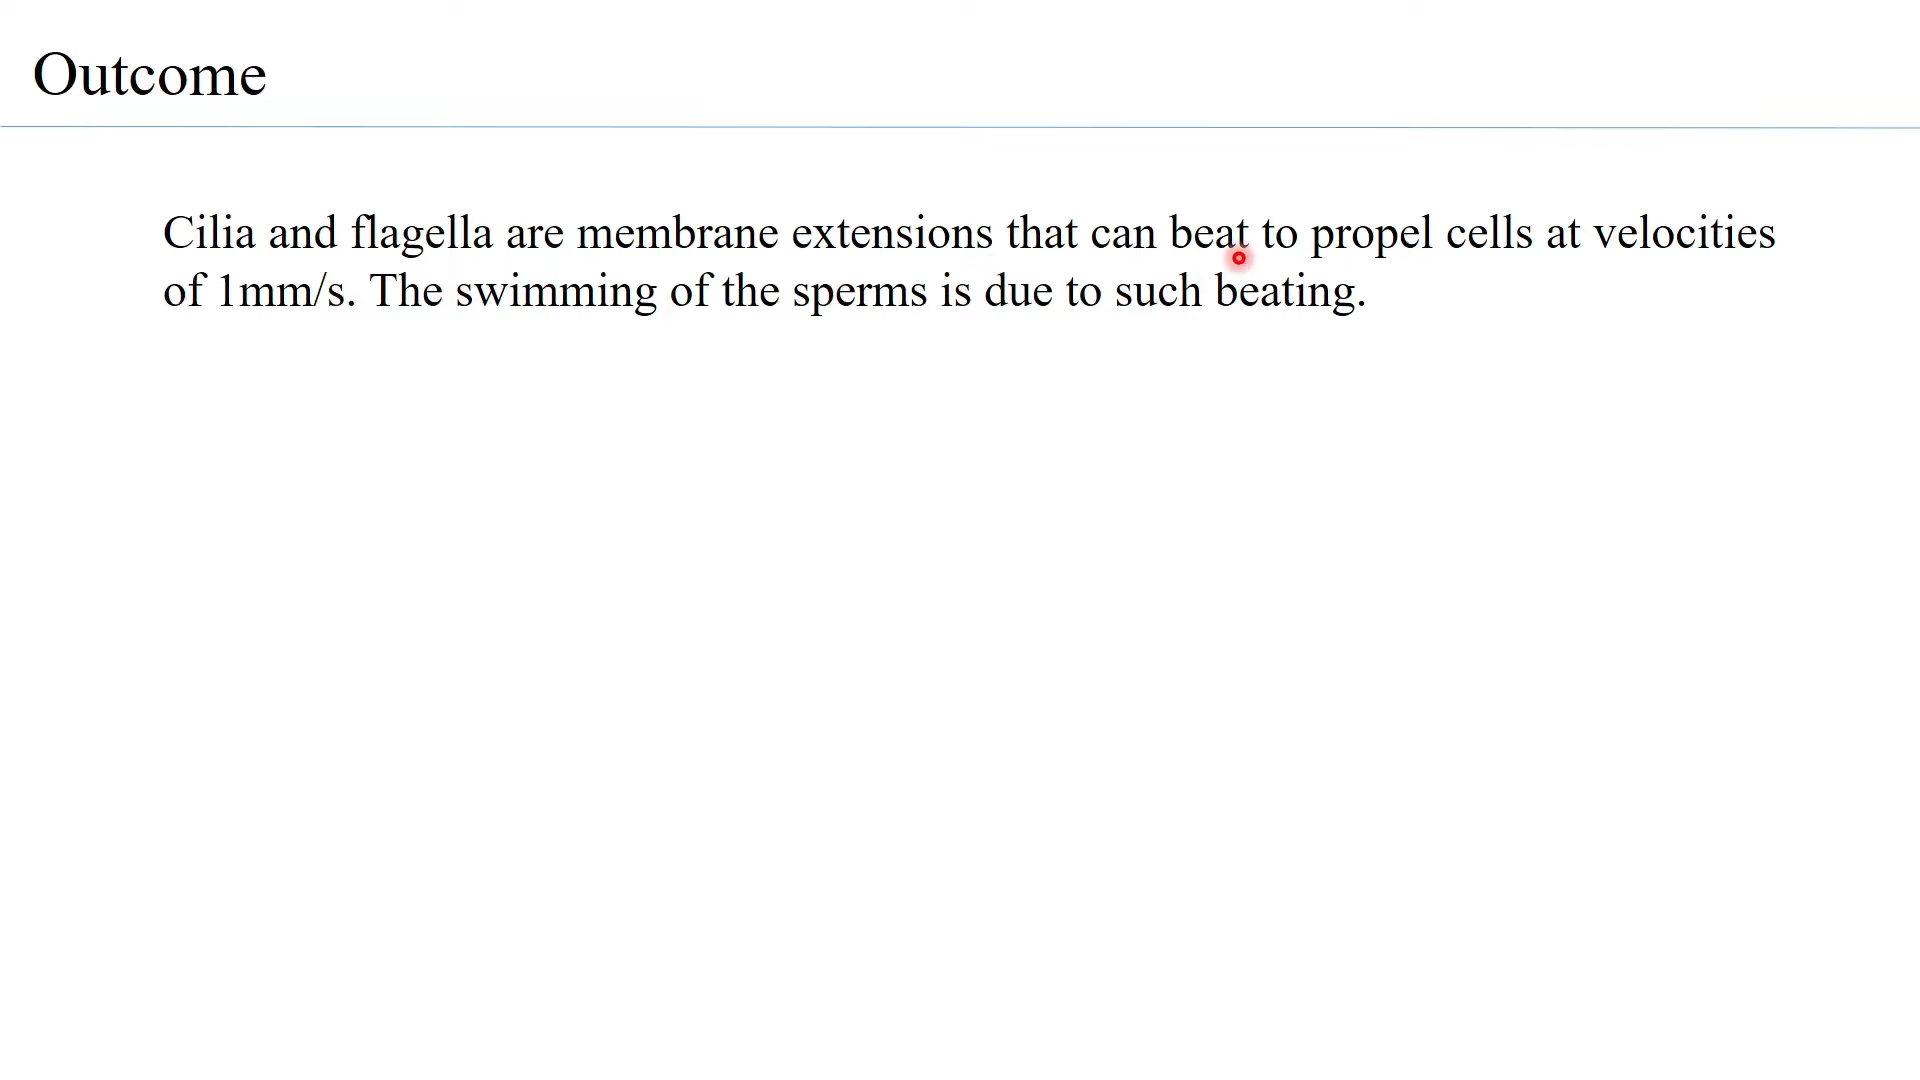 Outcome
Cilia and flagella are membrane extensions that can beat to propel cells at velocities
of 1mm/s. The swimming of the sperms is due to such beating.